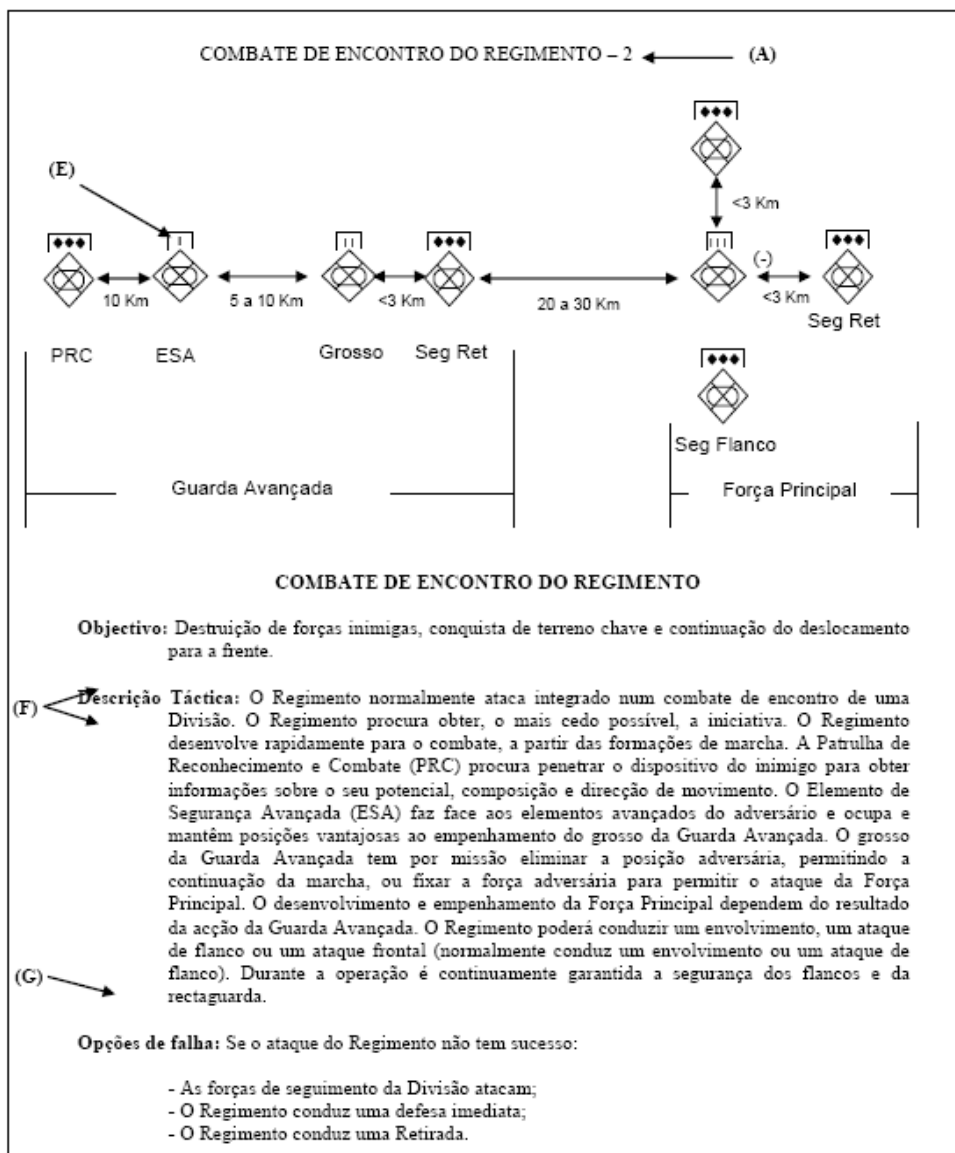 COMBATE DE ENCONTRO DO REGIMENTO – 2 (A)
(E)
<3 Km
(-)
10 Km 5 a 10 Km <3 Km 20 a 30 Km <3 Km
Seg Ret
PRC ESA Grosso Seg Ret
Seg Flanco
Guarda Avançada Força Principal
COMBATE DE ENCONTRO DO REGIMENTO
Objectivo: Destruição de forças inimigas, conquista de terreno chave e continuação do deslocamento
para a frente.
(F)
Descrição Táctica: O Regimento normalmente ataca integrado num combate de encontro de uma
Divisão. O Regimento procura obter, o mais cedo possível, a iniciativa. O Regimento
desenvolve rapidamente para o combate, a partir das formações de marcha. A Patrulha de
Reconhecimento e Combate (PRC) procura penetrar o dispositivo do inimigo para obter
informações sobre o seu potencial, composição e direcção de movimento. O Elemento de
Segurança Avançada (ESA) faz face aos elementos avançados do adversário e ocupa e
mantêm posições vantajosas ao empenhamento do grosso da Guarda Avançada. O grosso
da Guarda Avançada tem por missão eliminar a posição adversária, permitindo a
continuação da marcha, ou fixar a força adversária para permitir o ataque da Força
Principal. O desenvolvimento e empenhamento da Força Principal dependem do resultado
da acção da Guarda Avançada. O Regimento poderá conduzir um envolvimento, um ataque
de flanco ou um ataque frontal (normalmente conduz um envolvimento ou um ataque de
flanco). Durante a operação é continuamente garantida a segurança dos flancos e da
rectaguarda.
(G)
Opções de falha: Se o ataque do Regimento não tem sucesso:
- As forças de seguimento da Divisão atacam;
- O Regimento conduz uma defesa imediata;
- O Regimento conduz uma Retirada.